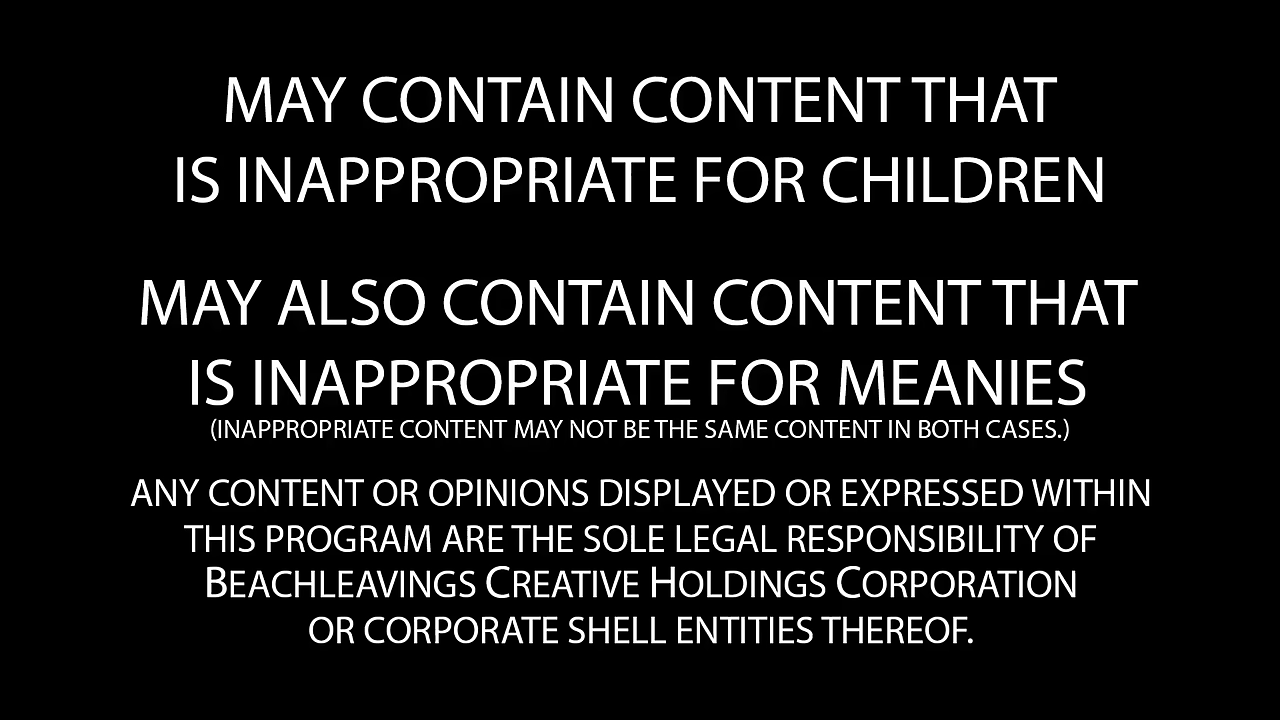 MAY CONTAIN CONTENT THAT
IS INAPPROPRIATE FOR CHILDREN
MAY ALSO CONTAIN CONTENT THAT
IS INAPPROPRIATE FOR MEANIES
(INAPPROPRIATE CONTENT MAY NOT BE THE SAME CONTENT IN BOTH CASES.)
ANY CONTENT OR OPINIONS DISPLAYED OR EXPRESSED WITHIN
THIS PROGRAM ARE THE SOLE LEGAL RESPONSIBILITY OF
BEACHLEAVINGS CREATIVE HOLDINGS CORPORATION
OR CORPORATE SHELL ENTITIES THEREOF.